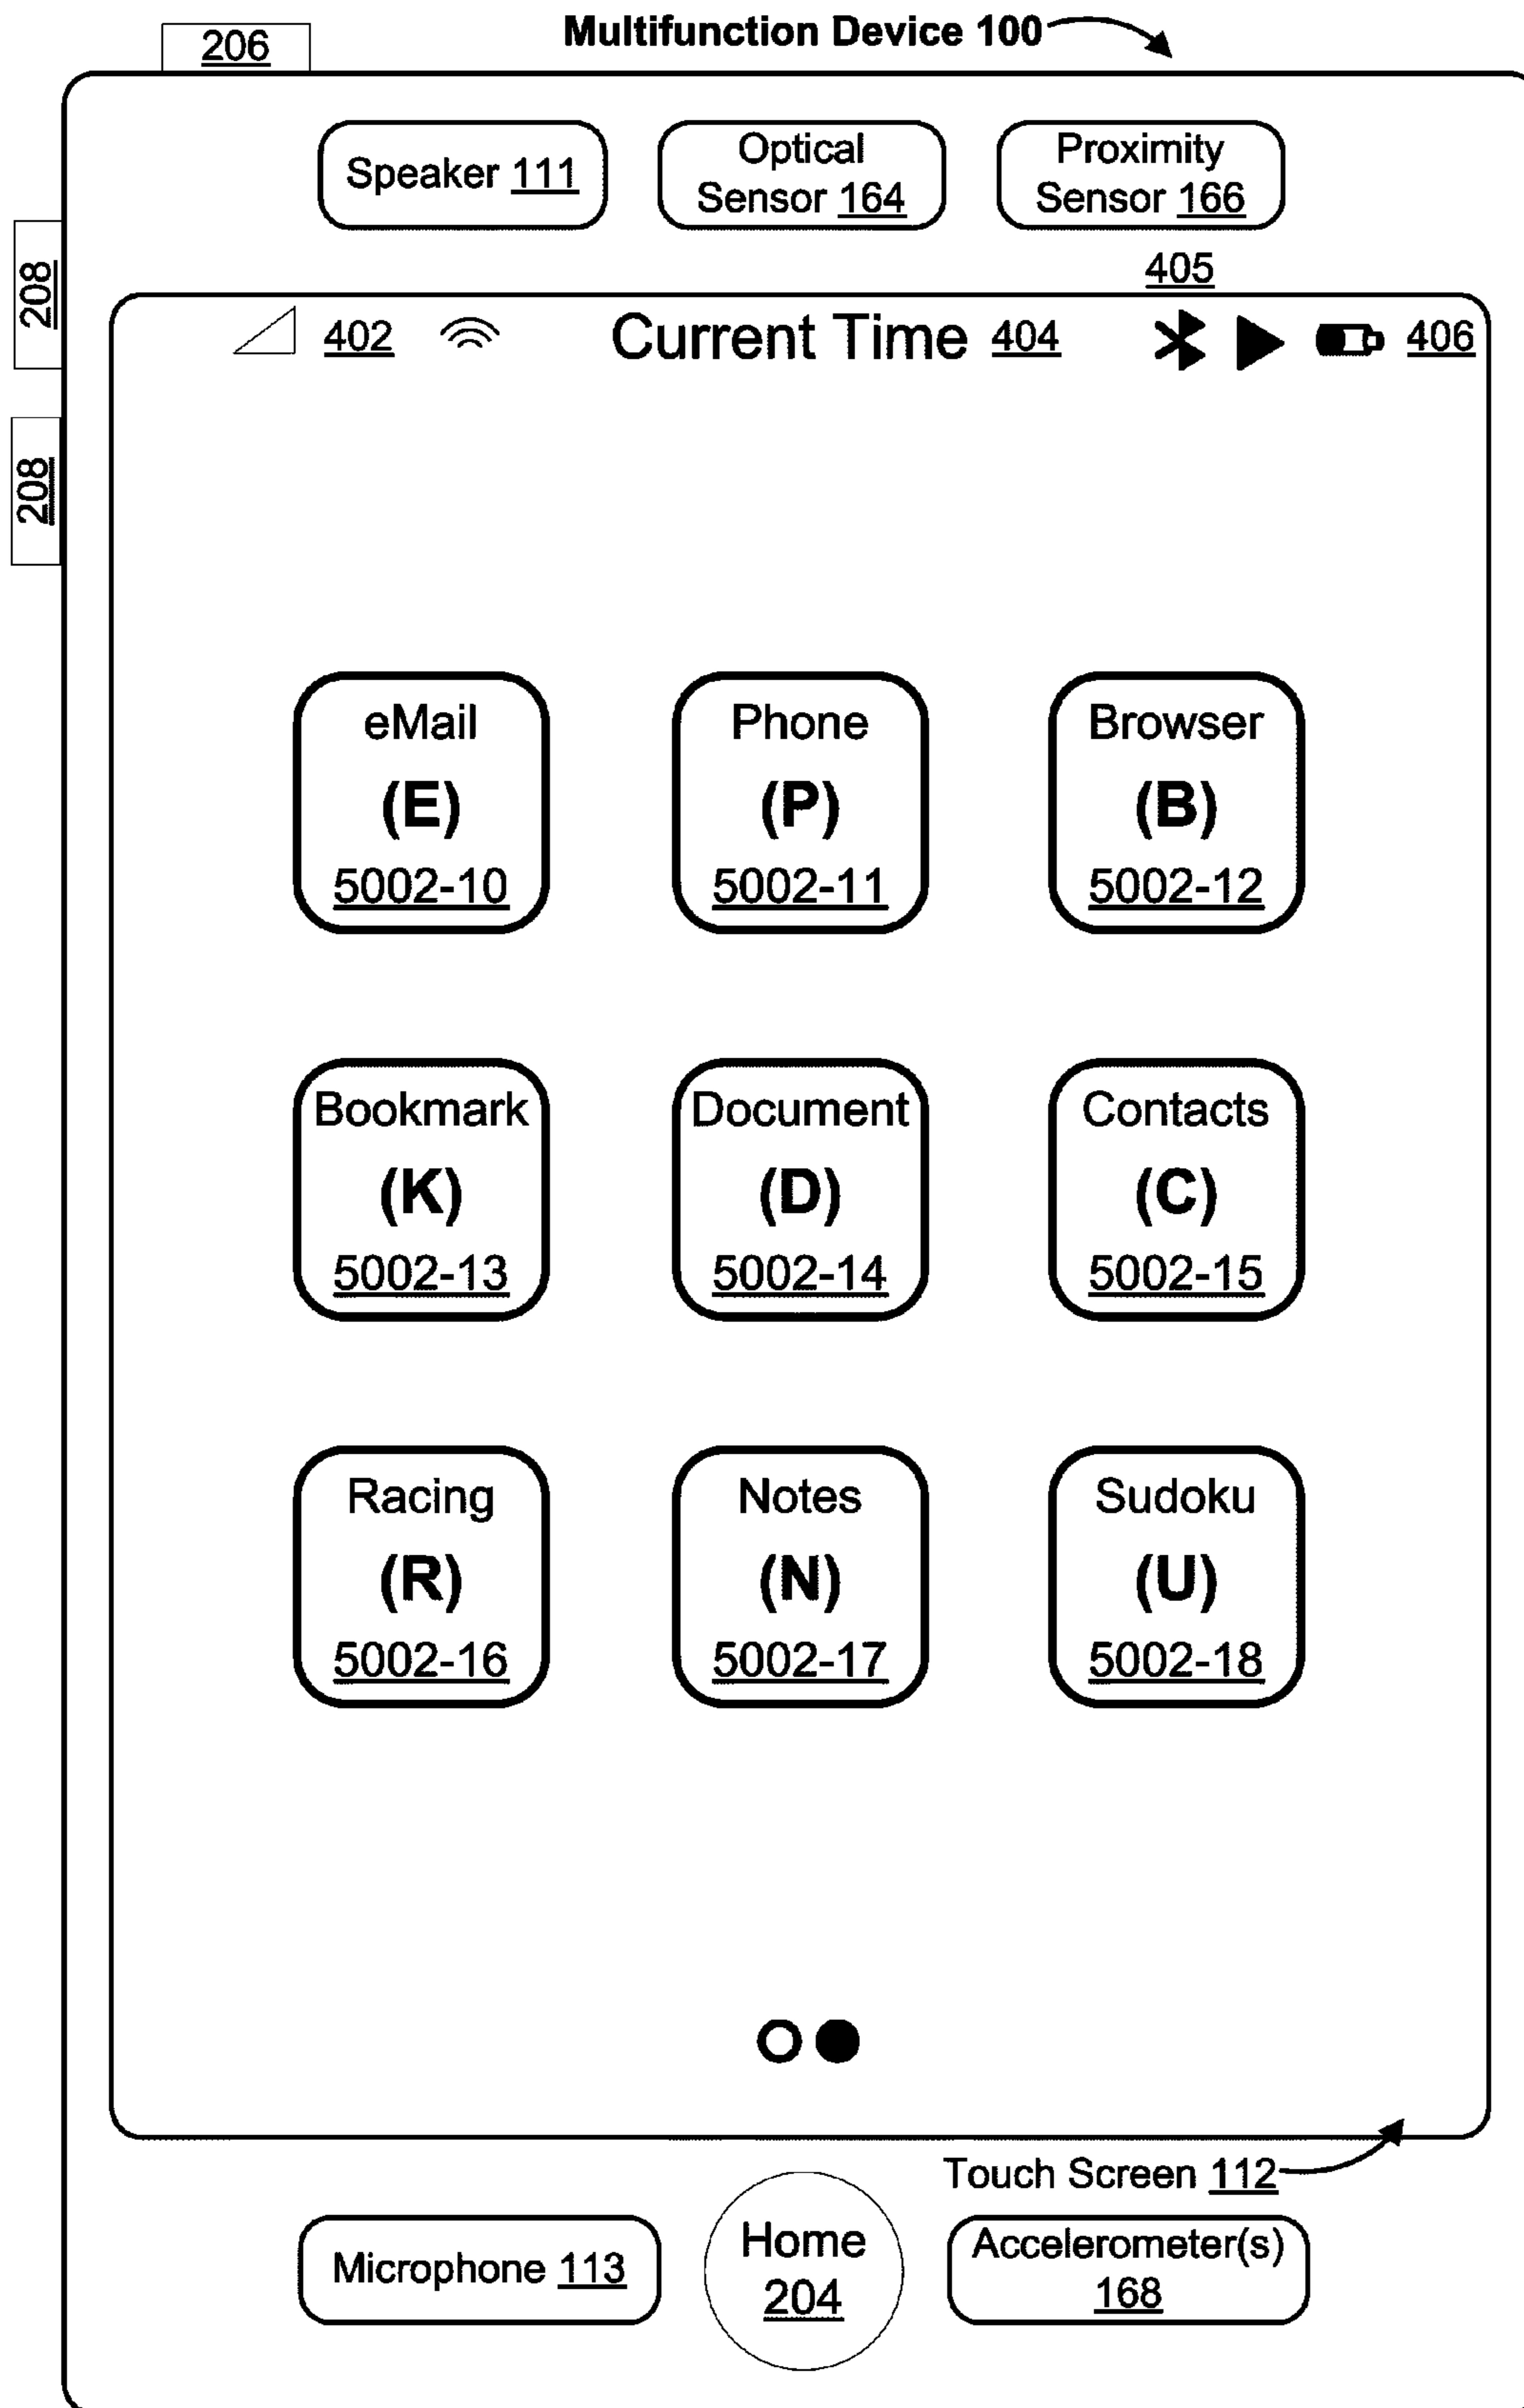 Multifunction Device 100
206
Speaker 111
Optical
Sensor 164
Proximity
Sensor 166
208
208
405
402
Current Time 404
406
eMail
(E)
5002-10
Phone
(P)
5002-11
Browser
(B)
5002-12
Bookmark
(K)
5002-13
Document
(D)
5002-14
Contacts
(C)
5002-15
Racing
(R)
5002-16
Notes
(N)
5002-17
Sudoku
(U)
5002-18
Touch Screen 112
Microphone 113
Home
204
Accelerometer(s)
168